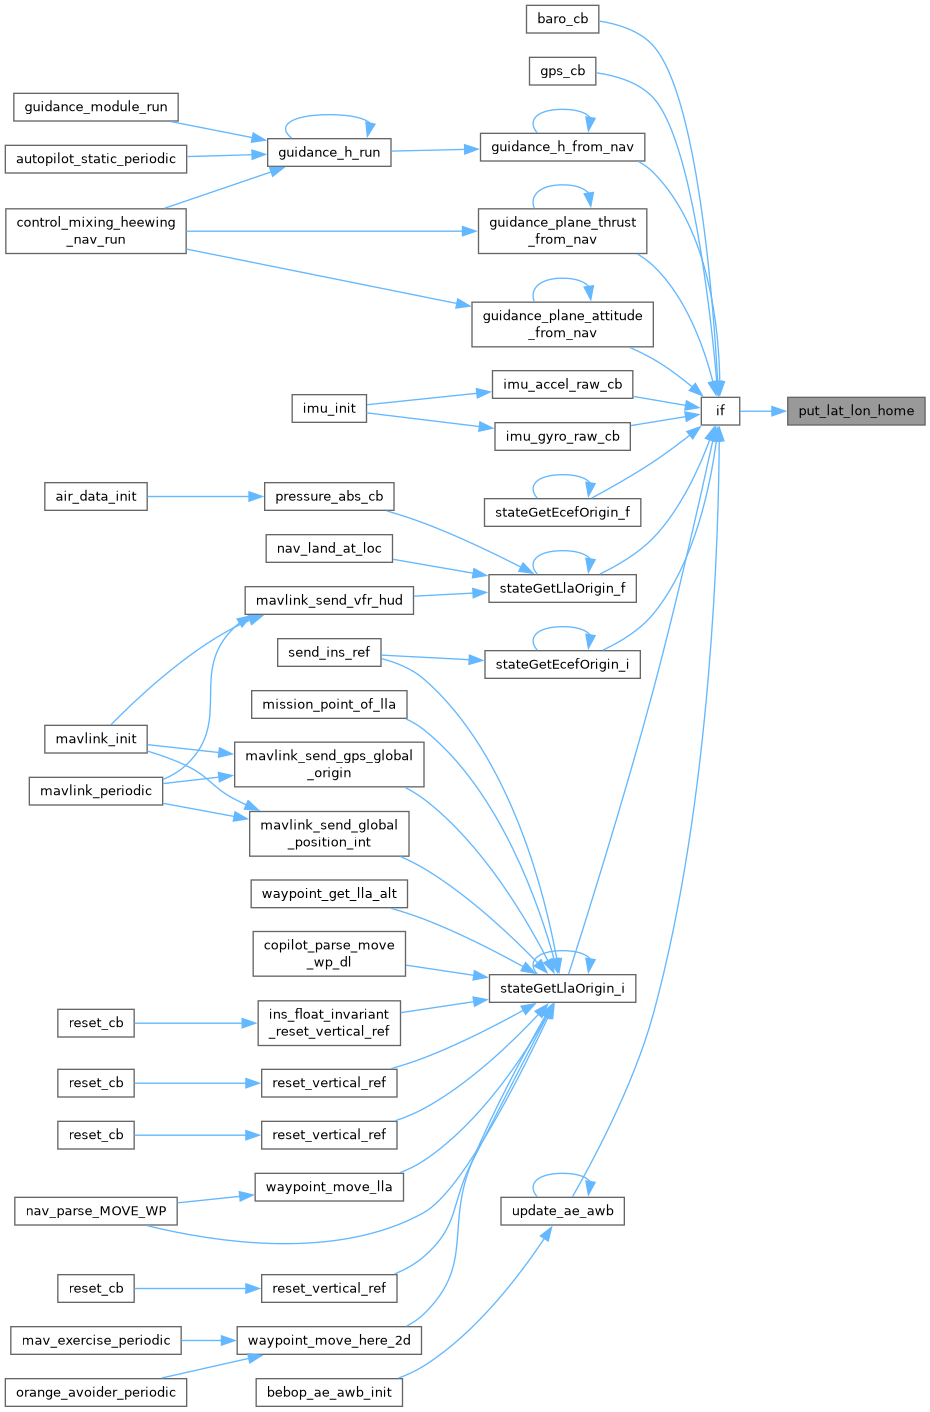 baro_cb
gps_cb
guidance_module_run
guidance_h_from_nav
guidance_h_run
autopilot_static_periodic
control_mixing_heewing
_nav_run
guidance_plane_thrust
_from_nav
guidance_plane_attitude
_from_nav
imu_accel_raw_cb
imu_init
if
put_lat_lon_home
imu_gyro_raw_cb
air_data_init
pressure_abs_cb
stateGetEcefOrigin_f
nav_land_at_loc
stateGetLlaOrigin_f
mavlink_send_vfr_hud
send_ins_ref
stateGetEcefOrigin_i
mission_point_of_lla
mavlink_init
mavlink_send_gps_global
_origin
mavlink_periodic
mavlink_send_global
_position_int
waypoint_get_lla_alt
copilot_parse_move
_wp_dl
stateGetLlaOrigin_i
reset_cb
ins_float_invariant
_reset_vertical_ref
reset_cb
reset_vertical_ref
reset_cb
reset_vertical_ref
waypoint_move_lla
nav_parse_MOVE_WP
update_ae_awb
reset_cb
reset_vertical_ref
mav_exercise_periodic
waypoint_move_here_2d
orange_avoider_periodic
bebop_ae_awb_init